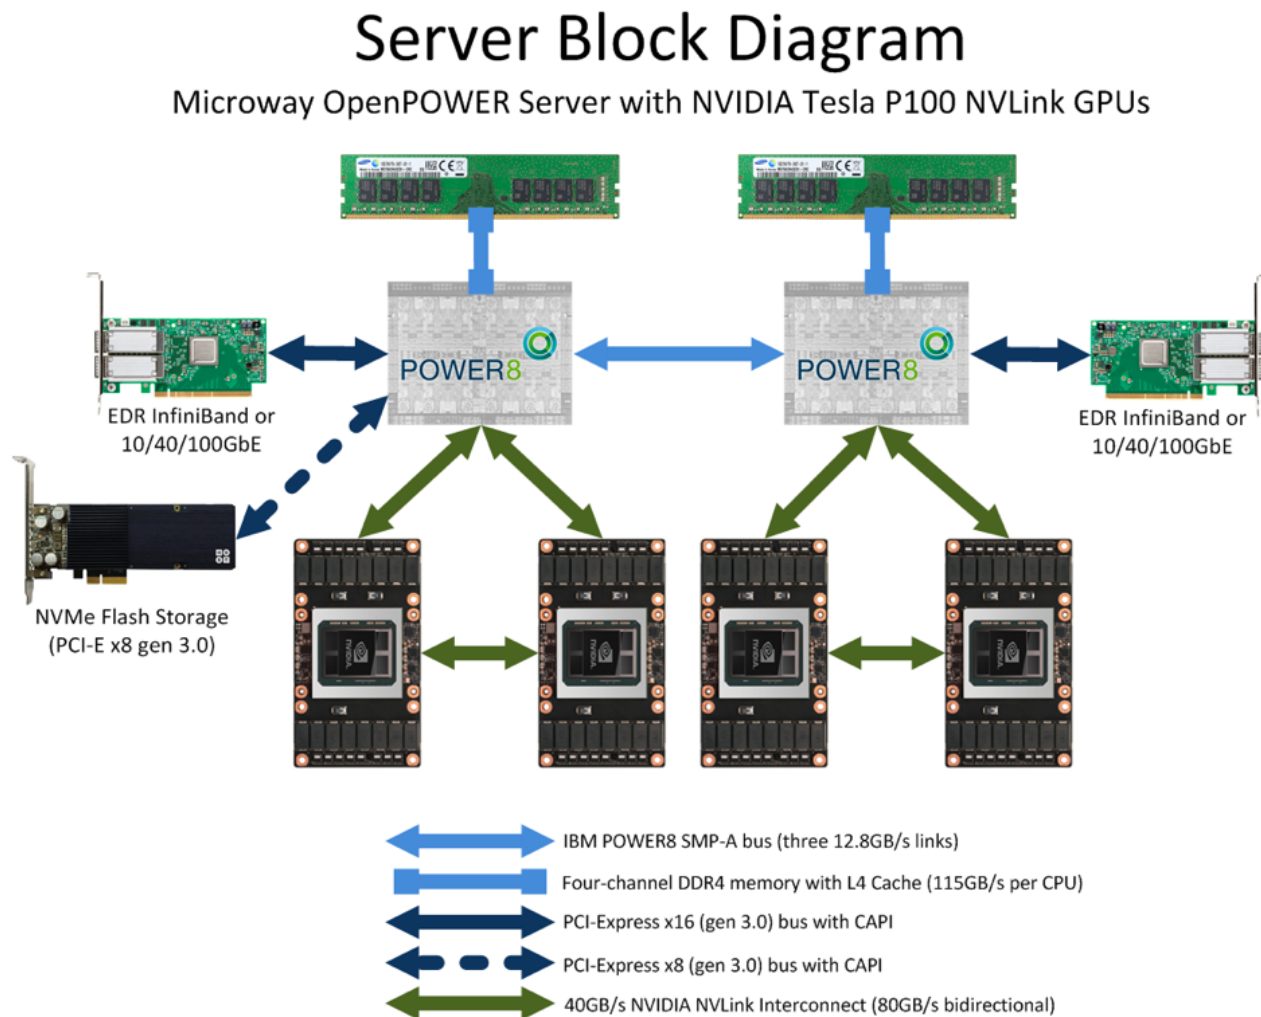 Server Block Diagram
Microway OpenPOWER Server with NVIDIA Tesla P100 NVLink GPUs
POWER8
POWER8
EDR InfiniBand or
10/40/100GbE
EDR InfiniBand or
10/40/100GbE
NVMe Flash Storage
(PCI-E x8 gen 3.0)
NVIDIA
NVIDIA
NVIDIA
NVIDIA
IBM POWER8 SMP-A bus (three 12.8GB/s links)
Four-channel DDR4 memory with L4 Cache (115GB/s per CPU)
PCI-Express x16 (gen 3.0) bus with CAPI
PCI-Express x8 (gen 3.0) bus with CAPI
40GB/s NVIDIA NVLink Interconnect (80GB/s bidirectional)